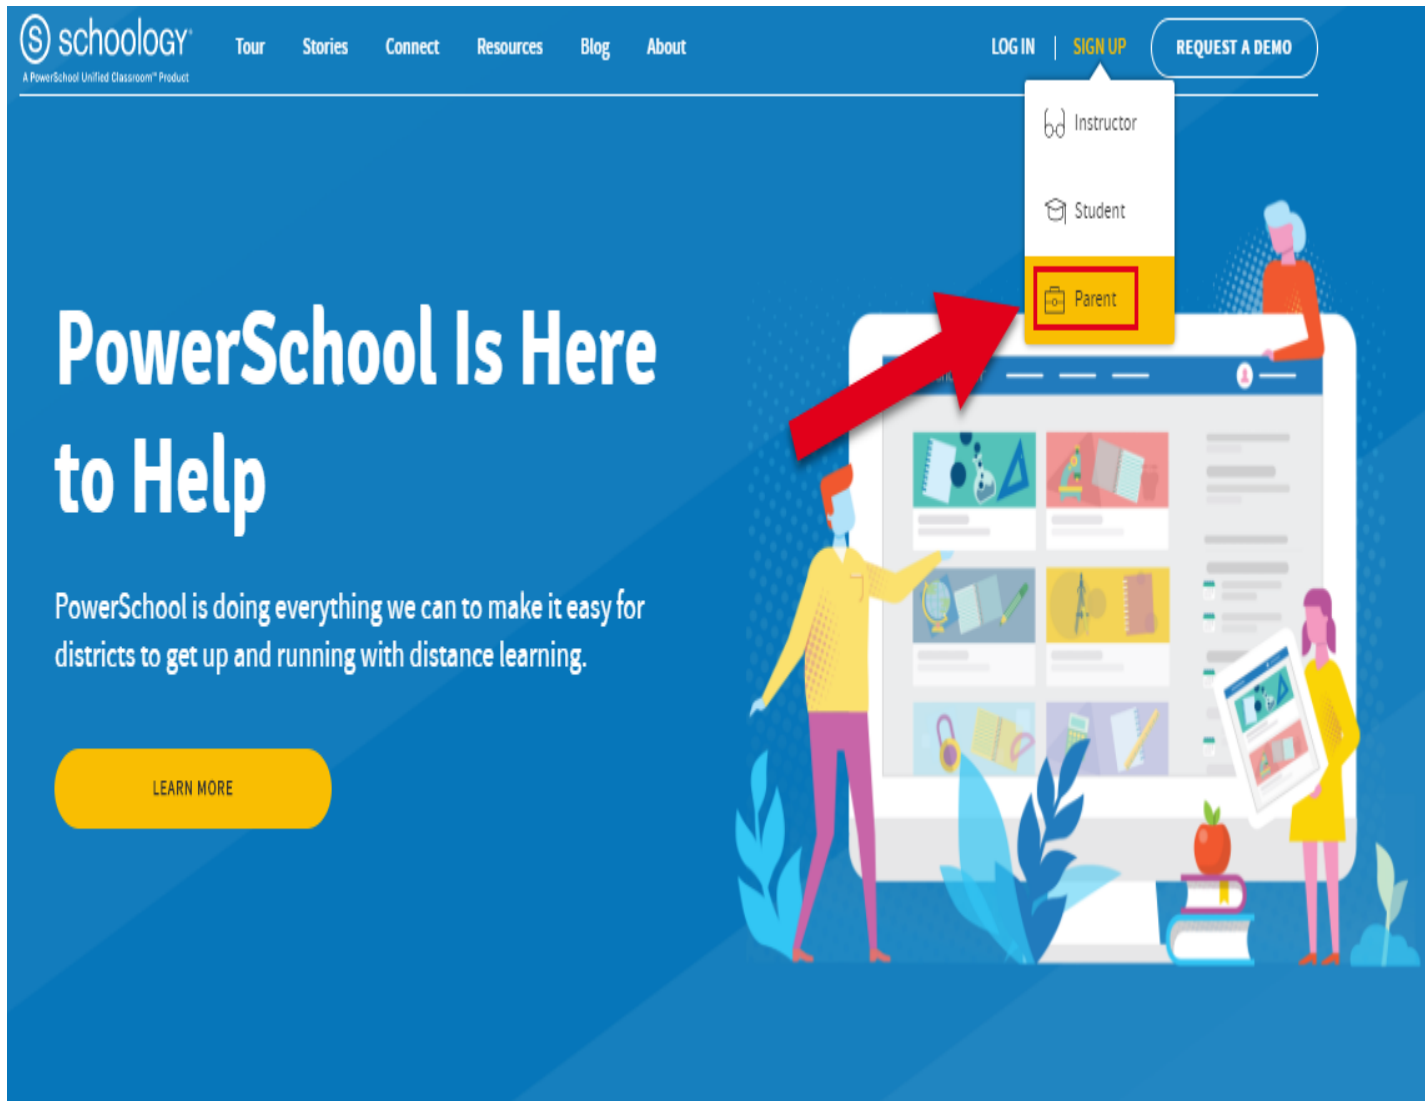 schoology
A PowerSchool Unified Classroom™ Product
Tour Stories Connect Resources Blog About
LOG IN | SIGN UP REQUEST A DEMO
Instructor
Student
Parent
PowerSchool Is Here
to Help
PowerSchool is doing everything we can to make it easy for
districts to get up and running with distance learning.
LEARN MORE